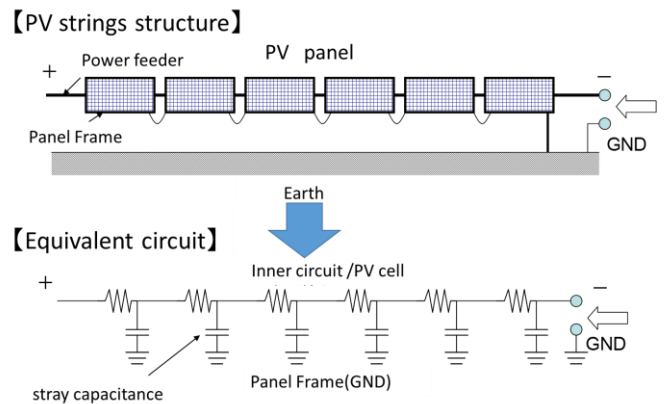 【PV strings structure】
PV panel
Power feeder
+
−
Panel Frame
GND
Earth
【Equivalent circuit】
Inner circuit /PV cell
+
−
GND
Panel Frame(GND)
stray capacitance